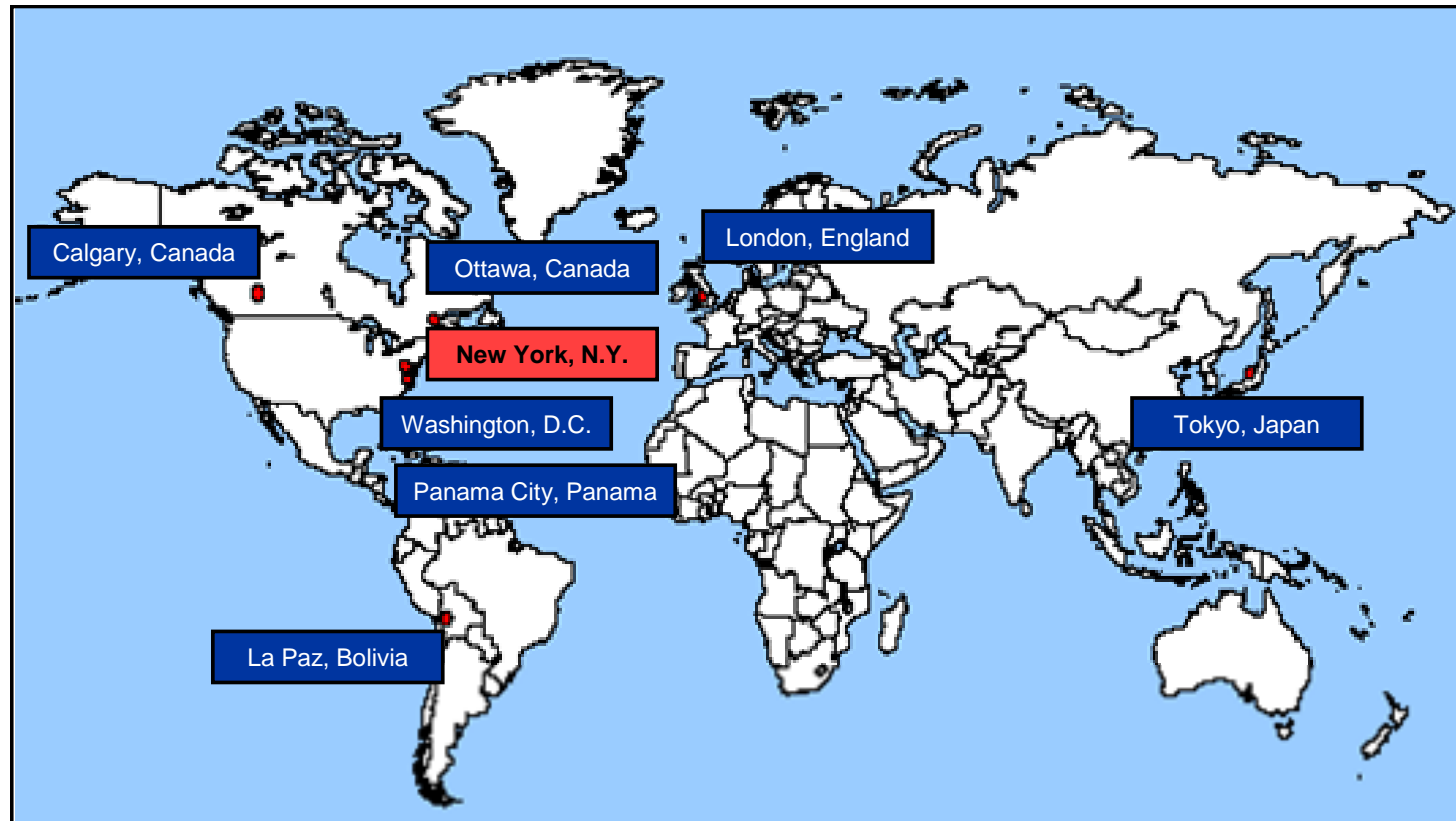 London, England
Calgary, Canada
Ottawa, Canada
New York, N.Y.
Washington, D.C.
Tokyo, Japan
Panama City, Panama
La Paz, Bolivia